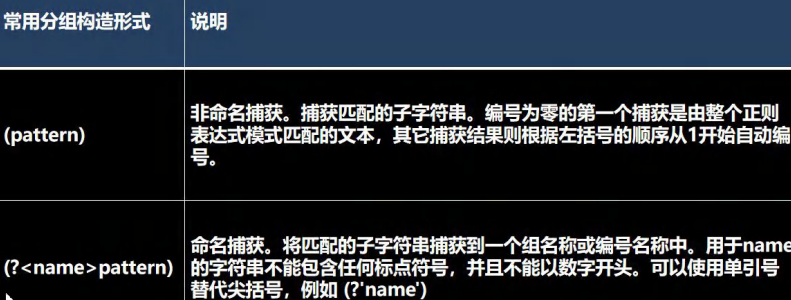 常用分组构造形式 说明
(pattern)
非命名捕获。捕获匹配的子字符串。编号为零的第一个捕获是由整个正则
表达式模式匹配的文本，其它捕获结果则根据左括号的顺序从1开始自动编
号。
(?<name>pattern)
命名捕获。将匹配的子字符串捕获到一个组名称或编号名称中。用于name
的字符串不能包含任何标点符号，并且不能以数字开头。可以使用单引号
替代尖括号，例如 (?'name')